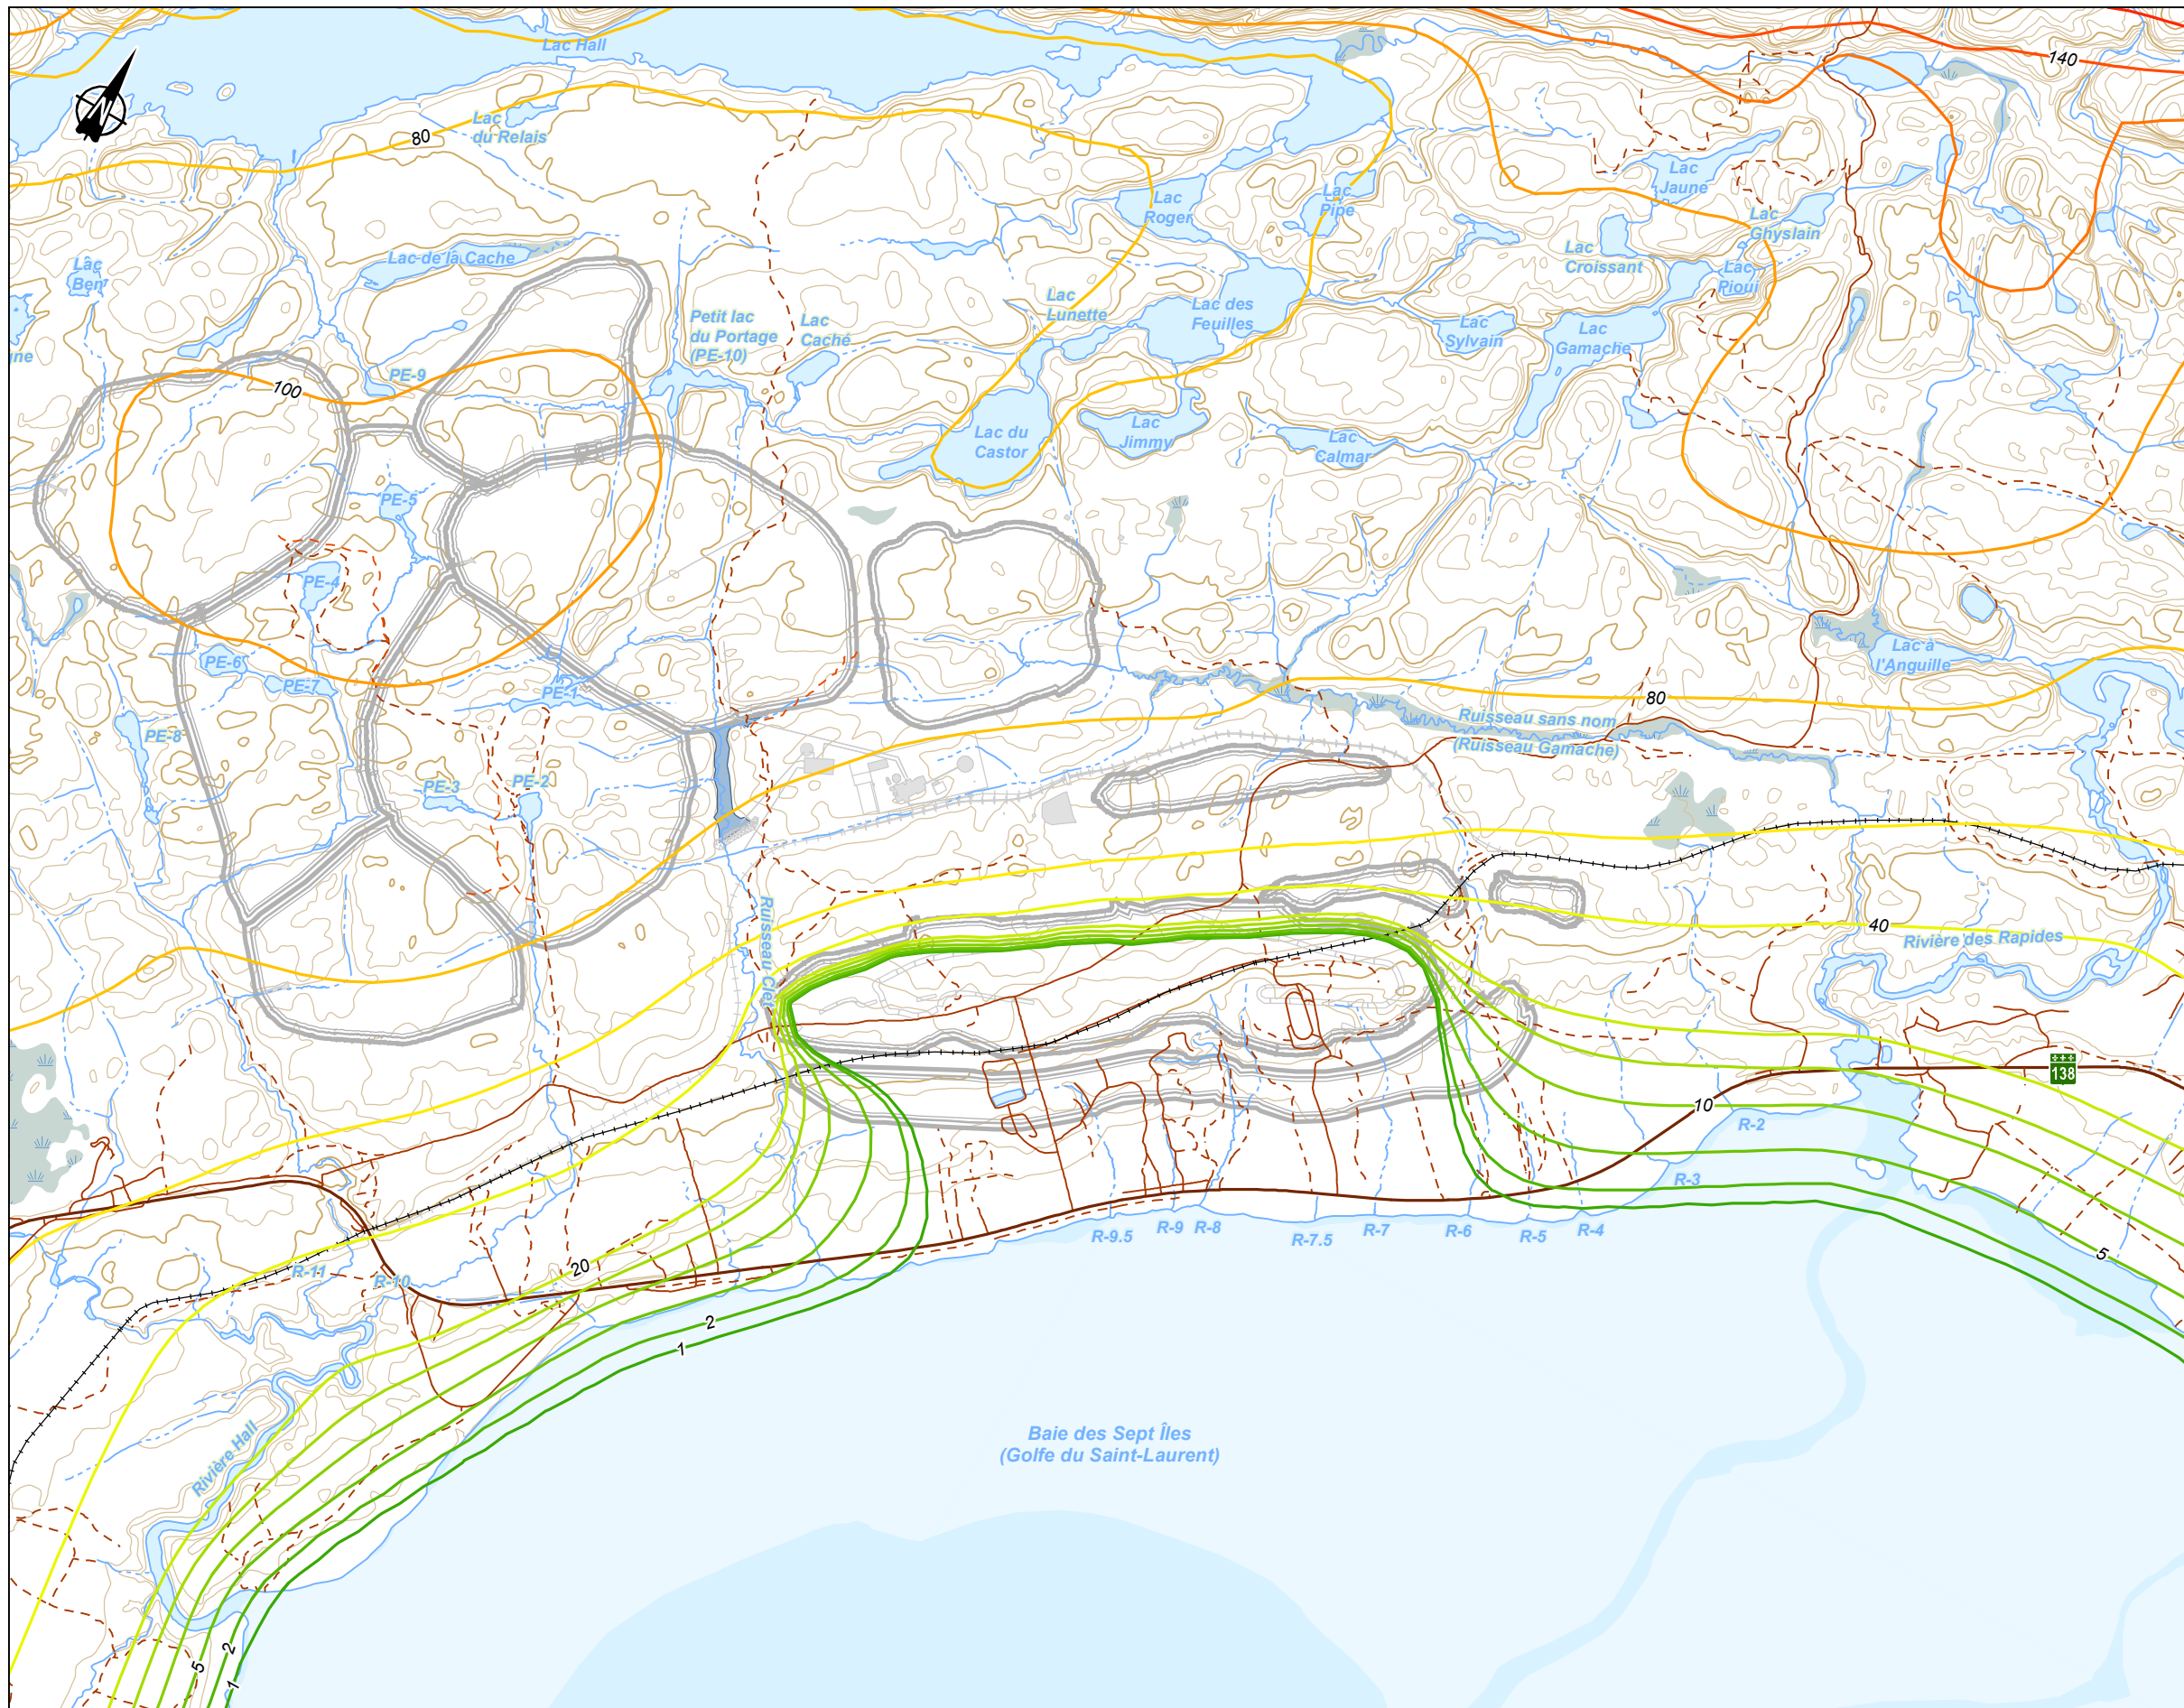 Lac Hall
140
Lac
du Relais
80
Lac
Jaune
Lac
Roger
Lac
Pipe
Lac
Ghyslain
Lac
Croissant
Lac de la Cache
Lac
Ben
Lac
Pioui
Lac
Lunette
Lac des
Feuilles
Petit lac
du Portage
(PE-10)
Lac
Caché
Lac
Sylvain
Lac
Gamache
gne
PE-9
100
Lac du
Castor
Lac
Jimmy
Lac
Calmar
PE-5
PE-4
PE-6
PE-7
PE-1
Lac à
l'Anguille
80
PE-8
Ruisseau sans nom
(Ruisseau Gamache)
PE-3
PE-2
Ruisseau Clet
40
Rivière des Rapides
138
10
R-2
R-3
R-9.5
R-9
R-8
R-7.5
R-7
R-6
R-5
R-4
5
R-11
R-10
20
2
1
Rivière Hall
Baie des Sept Îles
(Golfe du Saint-Laurent)
5
2
1